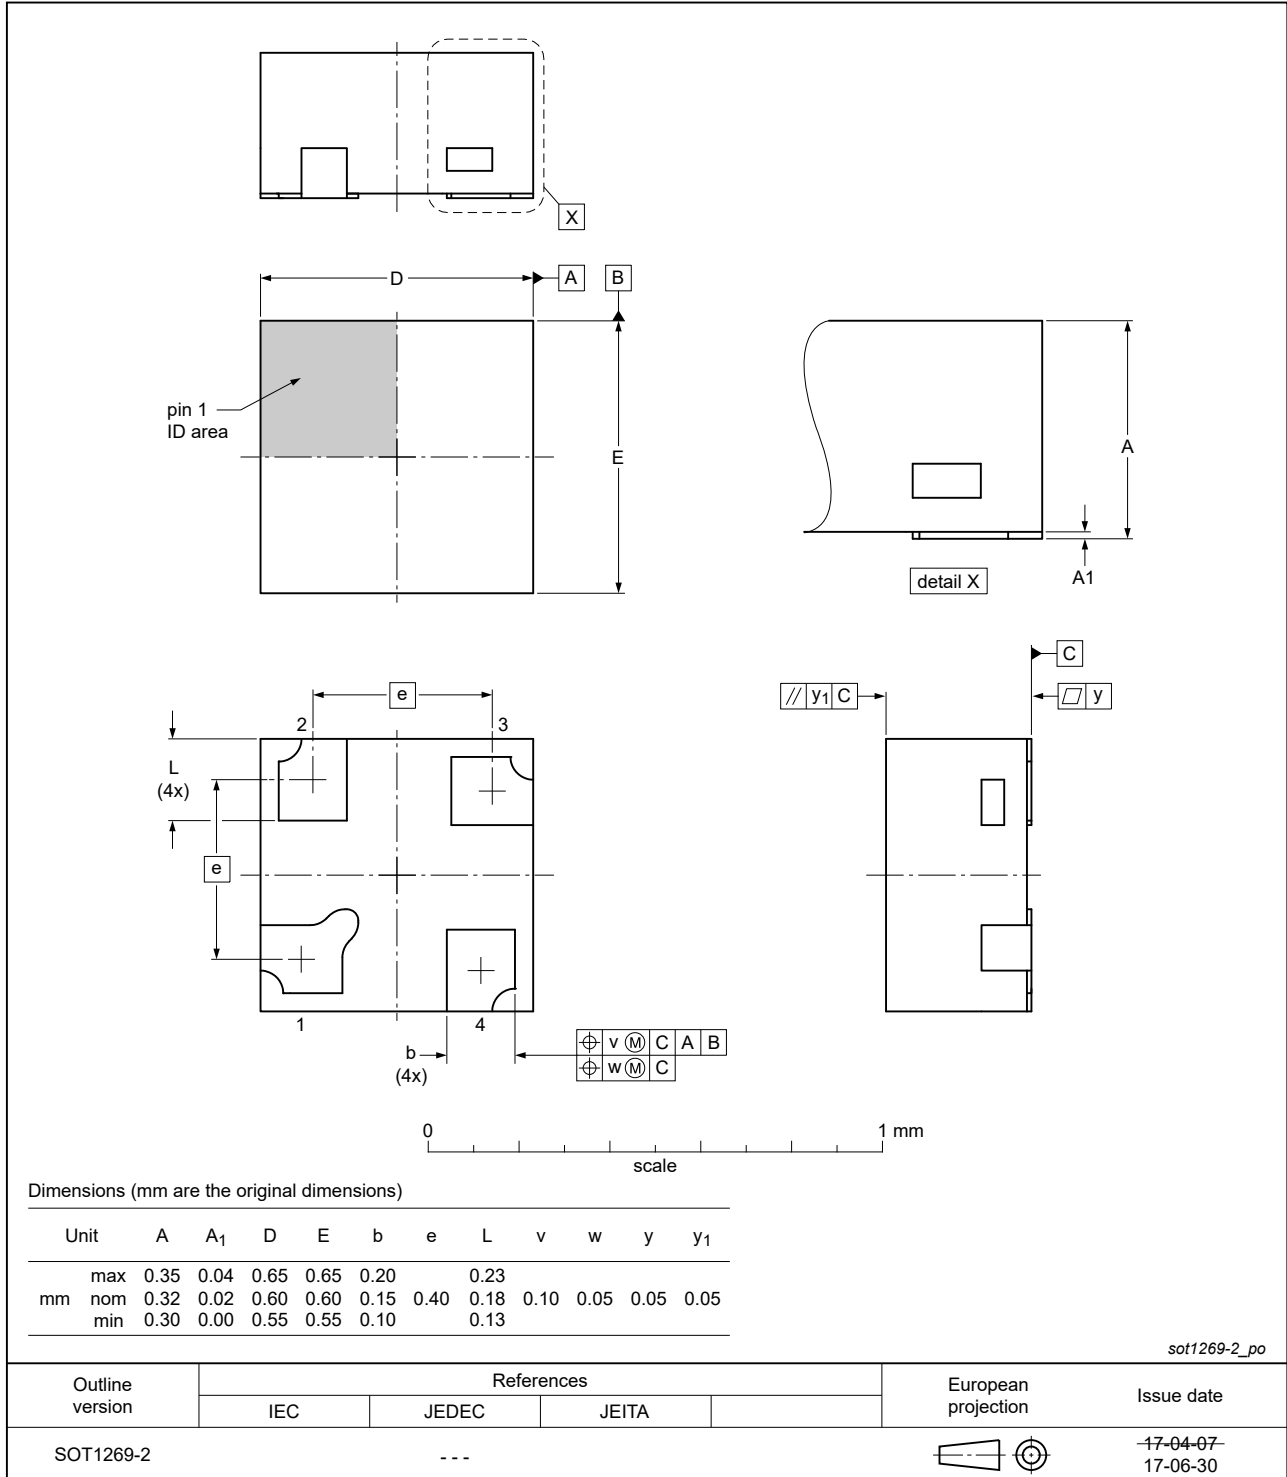 X
D
A
B
pin 1
ID area
E
A
detail X
A1
C
e
// y1 C
y
2
3
L
(4x)
e
1
4
b
(4x)
v M C A B
w M C
0
1 mm
scale
Dimensions (mm are the original dimensions)
Unit A A1 D E b e L v w y y1
max 0.35 0.04 0.65 0.65 0.20 0.23
mm nom 0.32 0.02 0.60 0.60 0.15 0.40 0.18 0.10 0.05 0.05 0.05
min 0.30 0.00 0.55 0.55 0.10 0.13
sot1269-2_po
Outline version
References
European projection
Issue date
IEC JEDEC JEITA
SOT1269-2
- - -
17-04-07
17-06-30